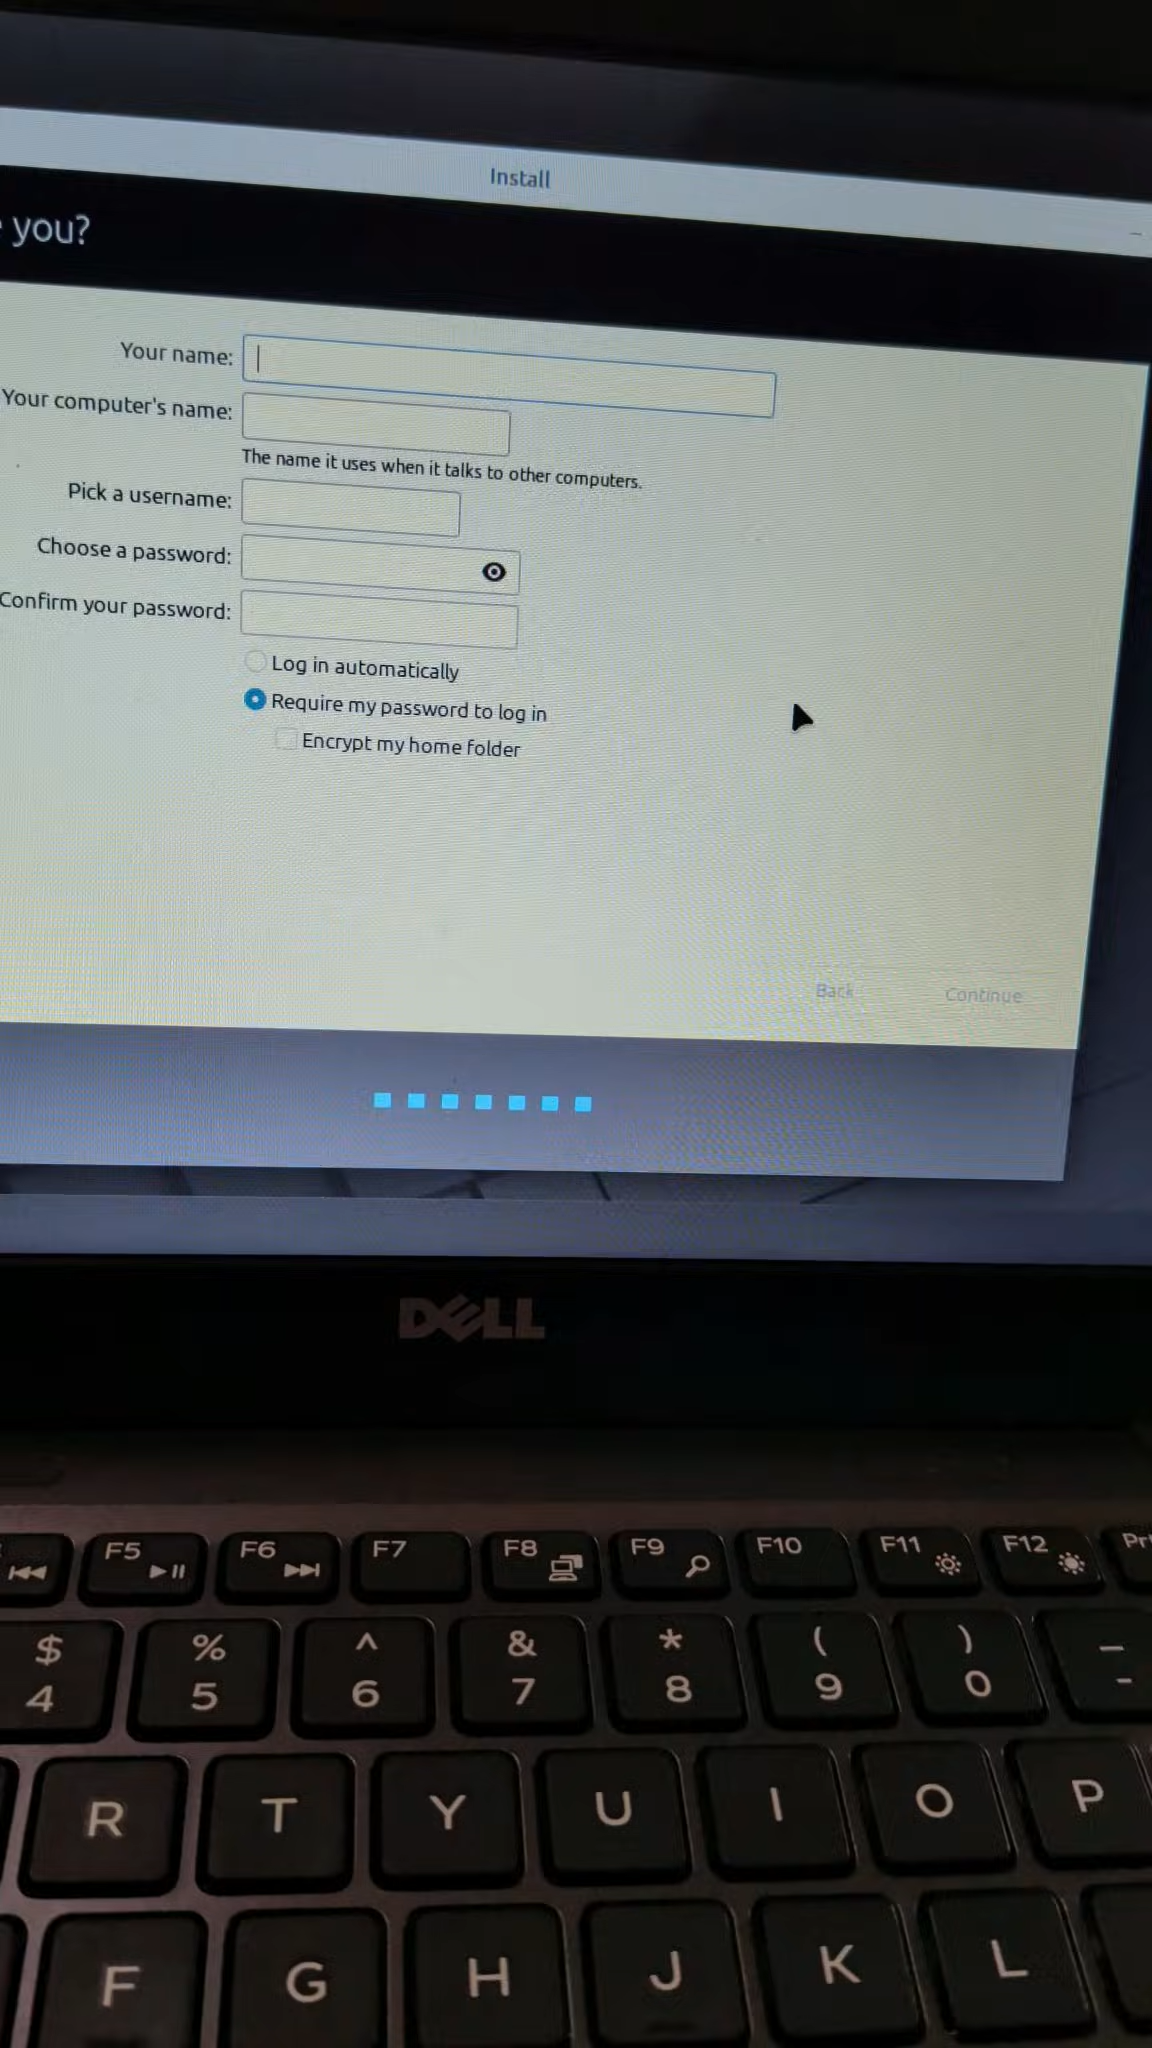 Install
you?
Your name:
Your computer's name:
The name it uses when it talks to other computers.
Pick a username:
Choose a password:
Confirm your password:
Log in automatically
Require my password to log in
Encrypt my home folder
Back Continue
DELL
F5 F6 F7 F8 F9 F10 F11 F12
$ % ^ & * ( ) _
4 5 6 7 8 9 0 -
R T Y U I O P
F G H J K L